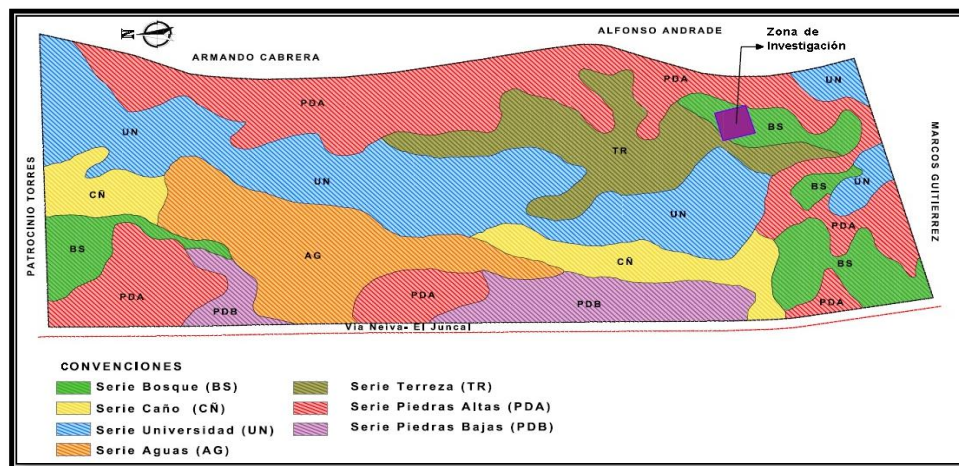 ALFONSO ANDRADE
Zona de
Investigación
N
ARMANDO CABRERA
PDA
UN
PDA
UN
BS
TR
MARCOS GUITIERREZ
PATROCINIO TORRES
CÑ
UN
BS
UN
UN
PDA
BS
AG
CÑ
BS
PDA
PDA
PDB
PDB
PDA
Via Neiva- El Juncal
CONVENCIONES
Serie Bosque (BS)
Serie Terreza (TR)
Serie Caño (CÑ)
Serie Piedras Altas (PDA)
Serie Universidad (UN)
Serie Piedras Bajas (PDB)
Serie Aguas (AG)